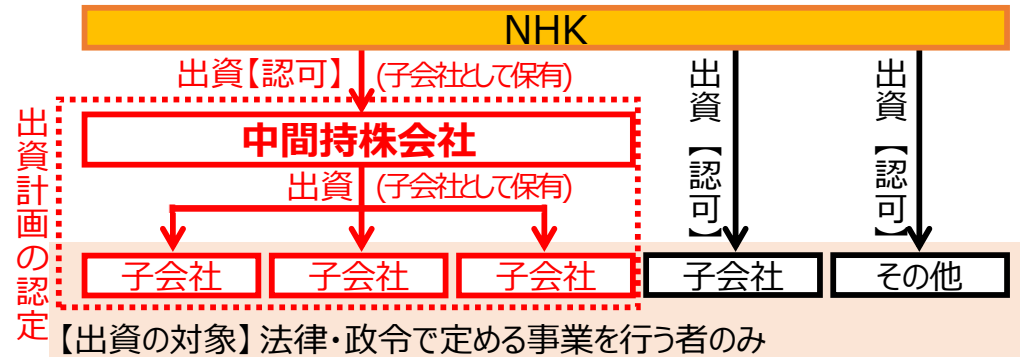 NHK
出資【認可】 (子会社として保有)
出資【認可】
出資【認可】
出資計画の認定
中間持株会社
出資 (子会社として保有)
子会社
子会社
子会社
子会社
その他
【出資の対象】法律・政令で定める事業を行う者のみ